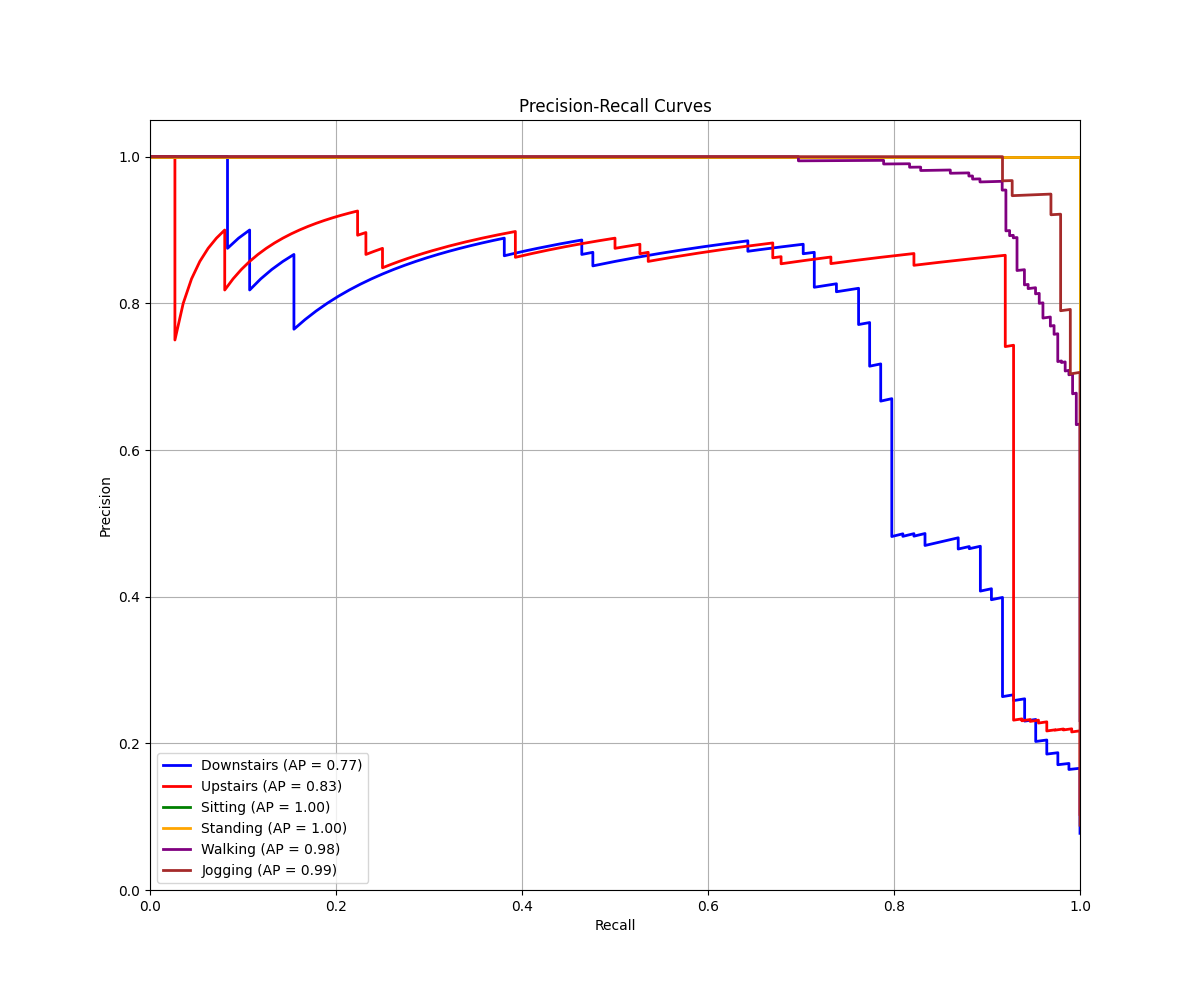 Precision-Recall Curves
Precision
1.0
0.8
0.6
0.4
0.2
0.0
Downstairs (AP = 0.77)
Upstairs (AP = 0.83)
Sitting (AP = 1.00)
Standing (AP = 1.00)
Walking (AP = 0.98)
Jogging (AP = 0.99)
0.0 0.2 0.4 0.6 0.8 1.0
Recall